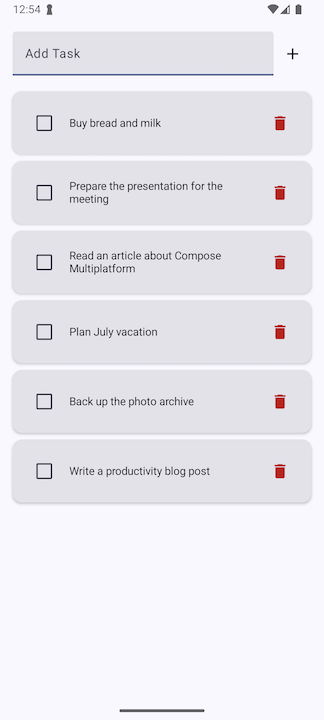 12:54
Add Task
Buy bread and milk
Prepare the presentation for the
meeting
Read an article about Compose
Multiplatform
Plan July vacation
Back up the photo archive
Write a productivity blog post